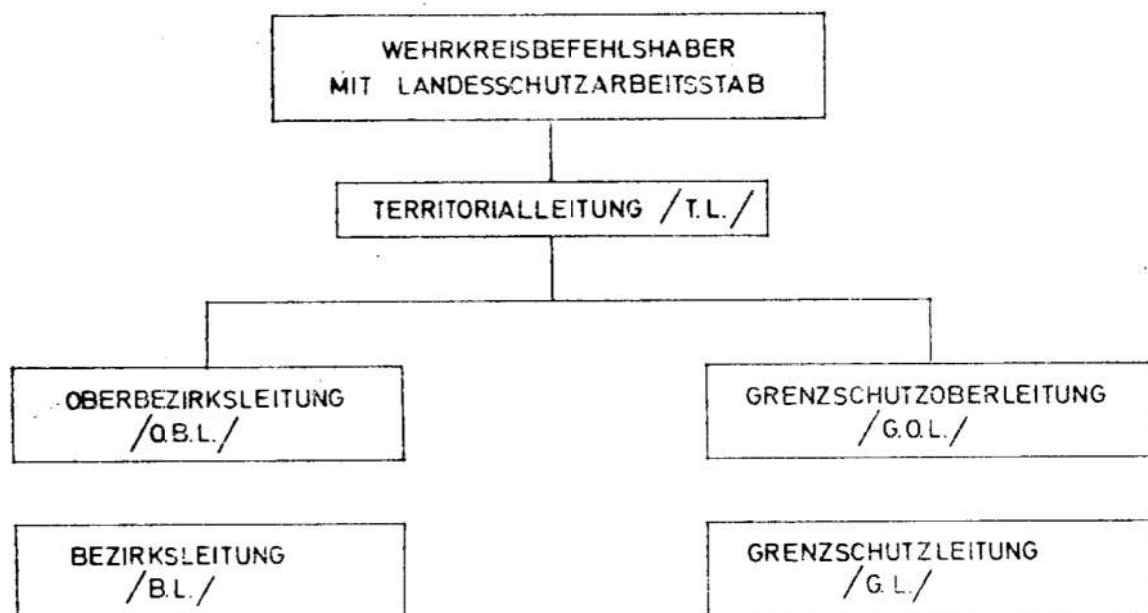 WEHRKREISBEFEHLSHABER
MIT LANDESSCHUTZARBEITSSTAB
TERRITORIALLEITUNG /T.L./
OBERBEZIRKSLEITUNG
/O.B.L./
GRENZSCHUTZOBERLEITUNG
/G.O.L./
BEZIRKSLEITUNG
/B.L./
GRENZSCHUTZLEITUNG
/G.L./